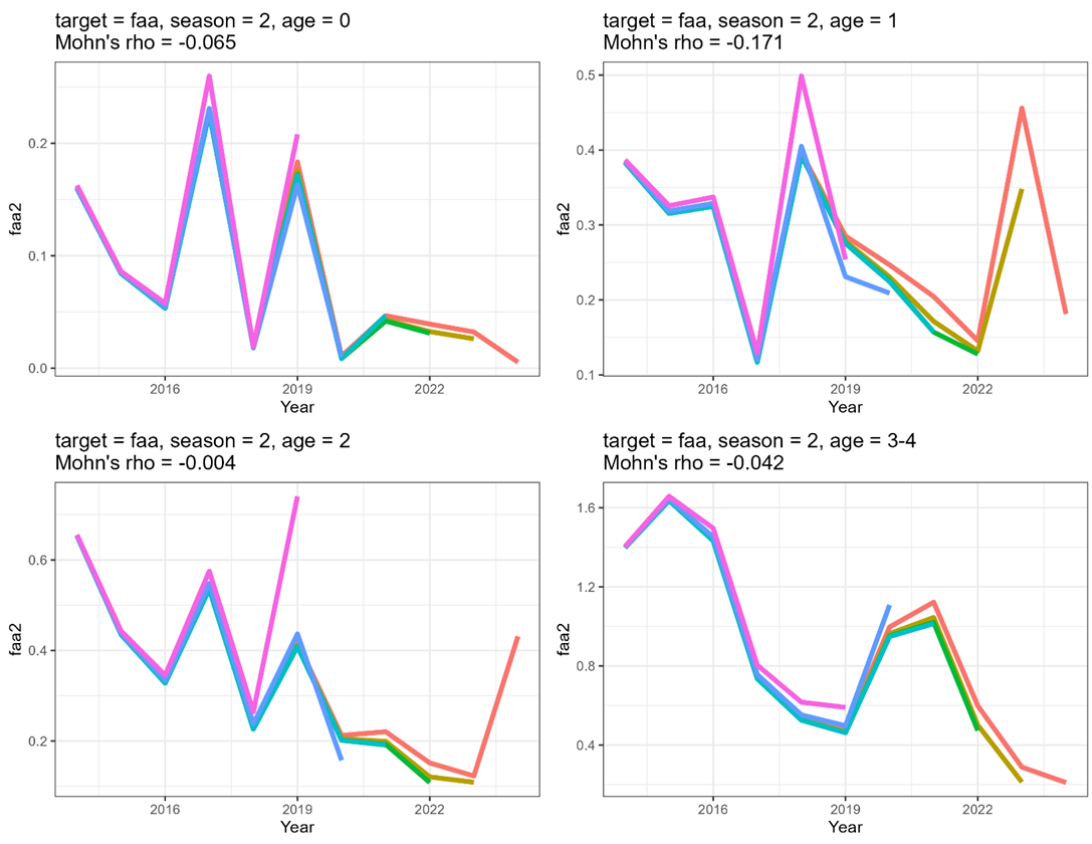 target = faa, season = 2, age = 0
Mohn's rho = -0.065
faa2
0.2
0.1
0.0
2016 2019 2022
Year
target = faa, season = 2, age = 1
Mohn's rho = -0.171
faa2
0.5
0.4
0.3
0.2
0.1
2016 2019 2022
Year
target = faa, season = 2, age = 2
Mohn's rho = -0.004
faa2
0.6
0.4
0.2
2016 2019 2022
Year
target = faa, season = 2, age = 3-4
Mohn's rho = -0.042
faa2
1.6
1.2
0.8
0.4
2016 2019 2022
Year